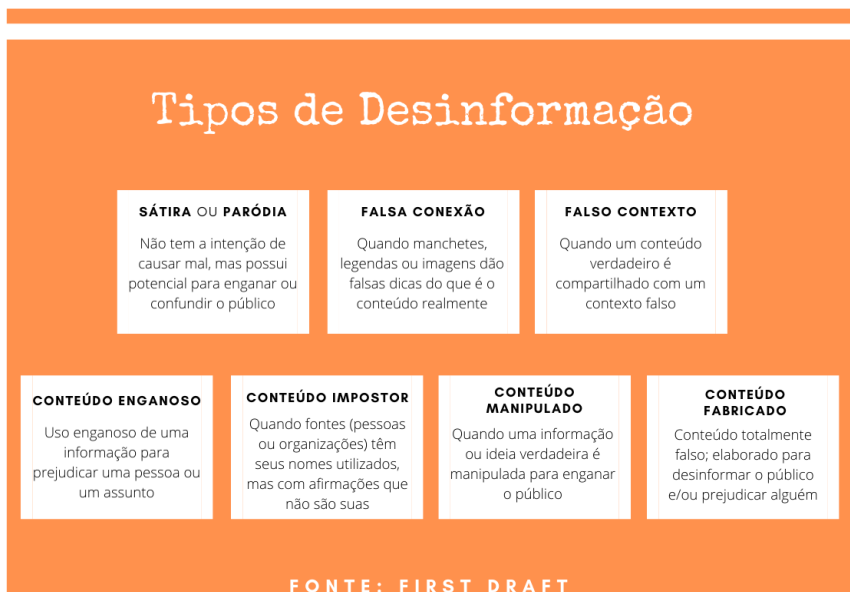 Tipos de Desinformação
SÁTIRA OU PARÓDIA
Não tem a intenção de
causar mal, mas possui
potencial para enganar ou
confundir o público
FALSA CONEXÃO
Quando manchetes,
legendas ou imagens dão
falsas dicas do que é o
conteúdo realmente
FALSO CONTEXTO
Quando um conteúdo
verdadeiro é
compartilhado com um
contexto falso
CONTEÚDO ENGANOSO
Uso enganoso de uma
informação para
prejudicar uma pessoa ou
um assunto
CONTEÚDO IMPOSTOR
Quando fontes (pessoas
ou organizações) têm
seus nomes utilizados,
mas com afirmações que
não são suas
CONTEÚDO
MANIPULADO
Quando uma informação
ou ideia verdadeira é
manipulada para enganar
o público
CONTEÚDO
FABRICADO
Conteúdo totalmente
falso; elaborado para
desinformar o público
e/ou prejudicar alguém
FONTE: FIRST DRAFT